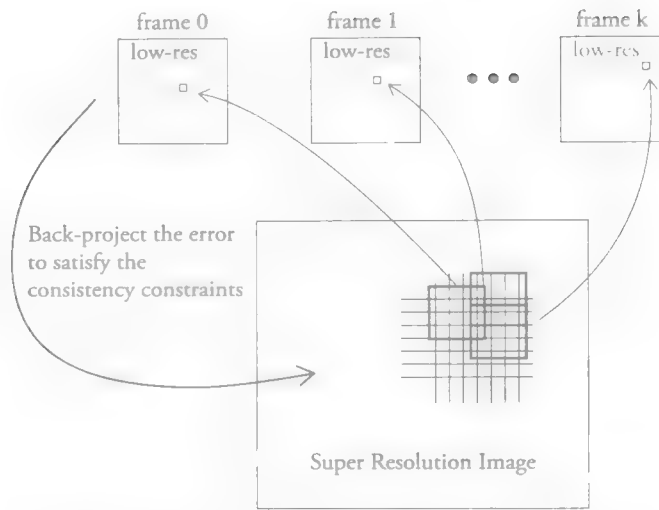 frame 0
low-res
frame 1
low-res
frame k
low-res
Back-project the error
to satisfy the
consistency constraints
Super Resolution Image